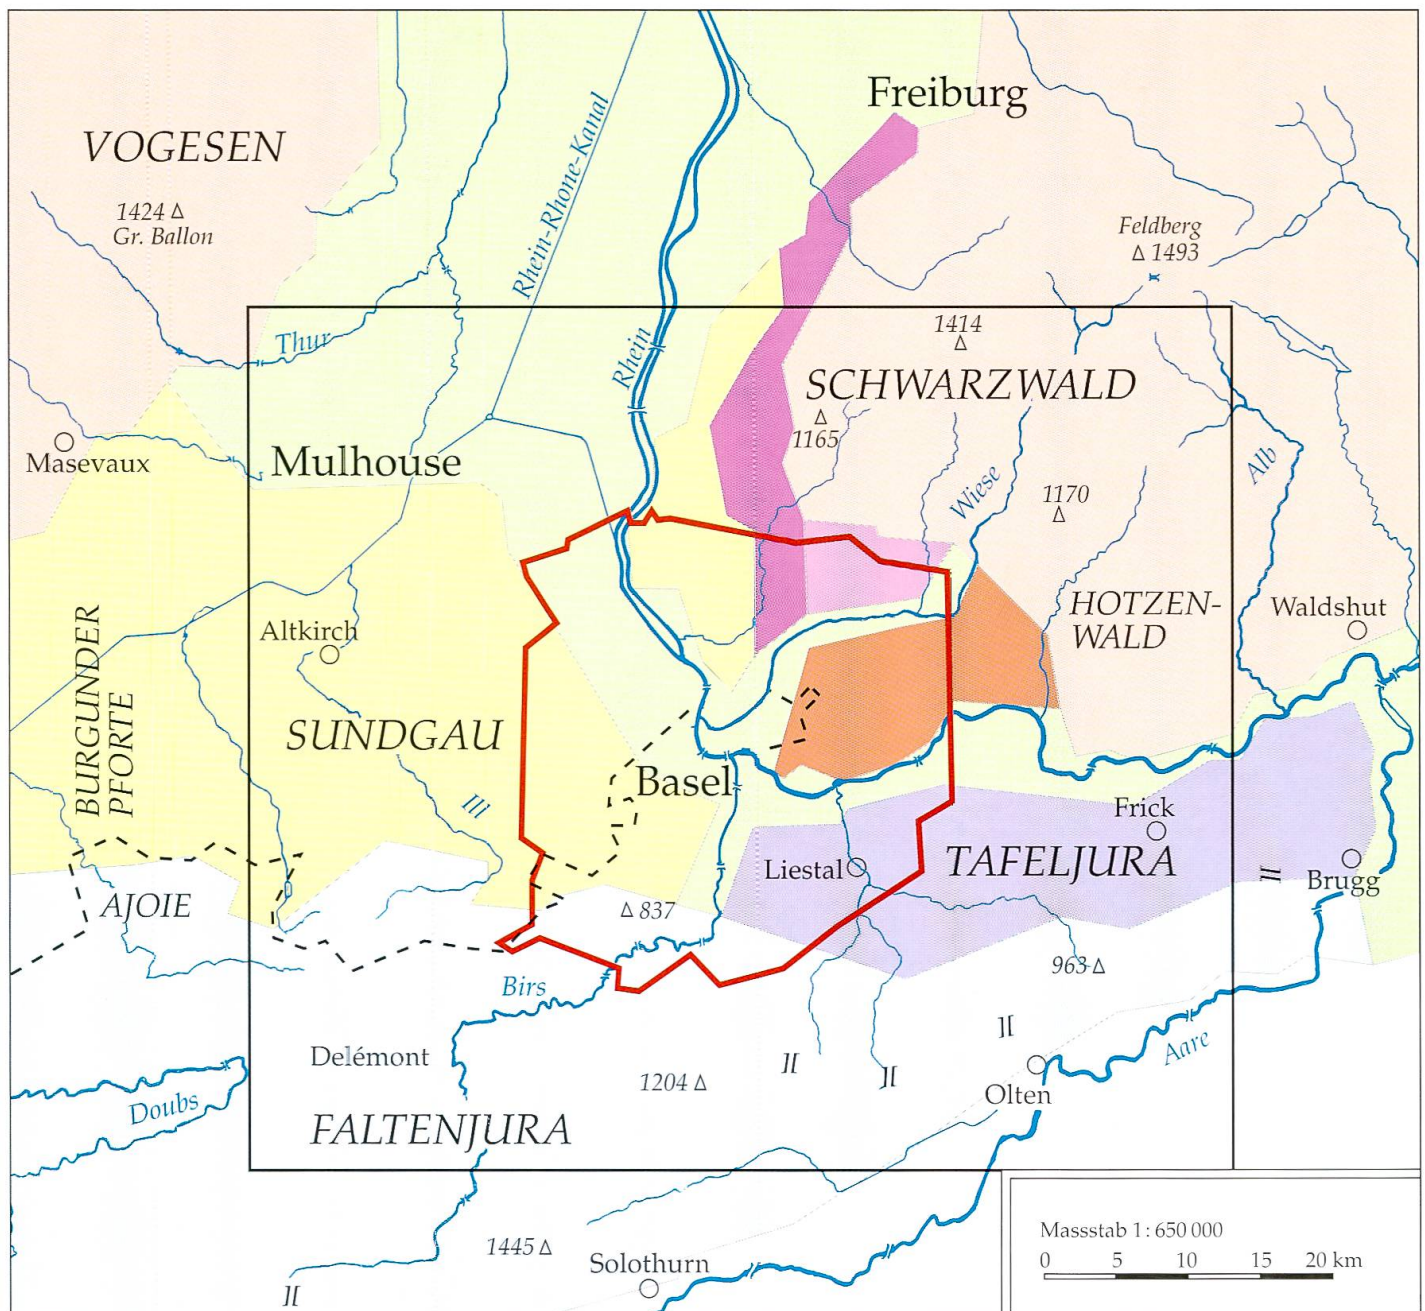 Freiburg
VOGESEN
1424
Gr. Ballon
Rhein-Rhone-Kanal
Feldberg
1493
Thur
Rhein
1414
SCHWARZWALD
1165
Masevaux
Mulhouse
Wiese
1170
Alb
BURGUNDER
PFORTE
Altkirch
HOTZEN-
WALD
Waldshut
SUNDGAU
Basel
Ill
Frick
Liestal
TAFELJURA
Brugg
AJOIE
837
963
Birs
Delémont
1204
Aare
Olten
Doubs
FALTENJURA
1445
Solothurn
Massstab 1 : 650 000
0 5 10 15 20 km